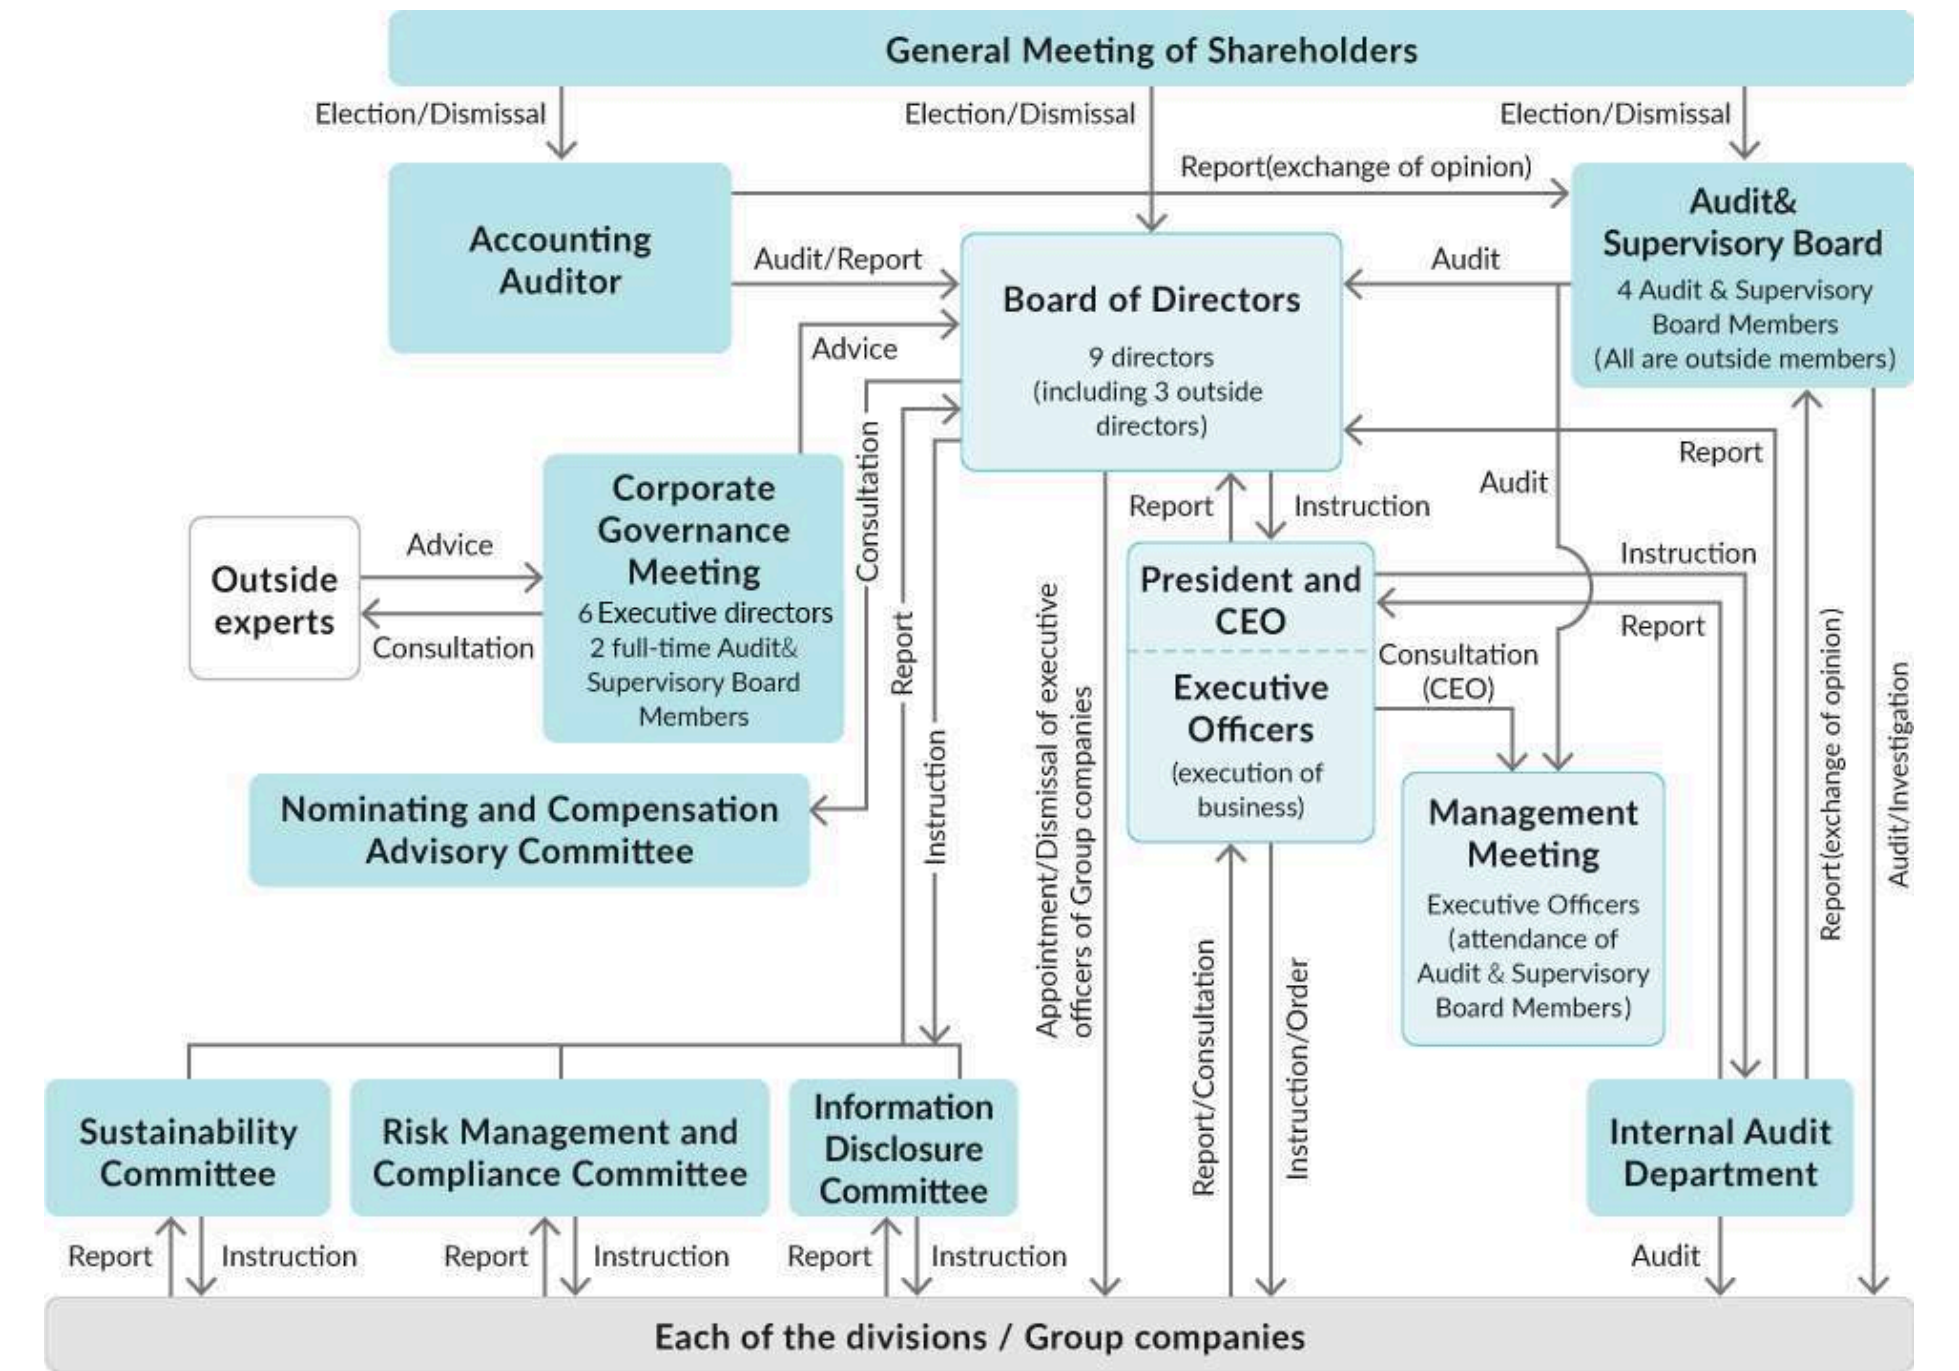 General Meeting of Shareholders
Election/Dismissal
Election/Dismissal
Election/Dismissal
Report(exchange of opinion)
Accounting
Auditor
Audit/Report
Audit
Audit&
Supervisory Board
4 Audit & Supervisory
Board Members
(All are outside members)
Board of Directors
9 directors
(including 3 outside
directors)
Advice
Consultation
Report
Instruction
Corporate
Governance
Meeting
6 Executive directors
2 full-time Audit&
Supervisory Board
Members
Outside
experts
Advice
Consultation
Nominating and Compensation
Advisory Committee
Report
Instruction
Audit
Report
President and
CEO
Executive
Officers
(execution of
business)
Instruction
Report
Consultation
(CEO)
Management
Meeting
Executive Officers
(attendance of
Audit & Supervisory
Board Members)
Appointment/Dismissal of executive
officers of Group companies
Report/Consultation
Instruction/Order
Report(exchange of opinion)
Audit/Investigation
Sustainability
Committee
Risk Management and
Compliance Committee
Information
Disclosure
Committee
Internal Audit
Department
Report
Instruction
Report
Instruction
Report
Instruction
Audit
Each of the divisions / Group companies